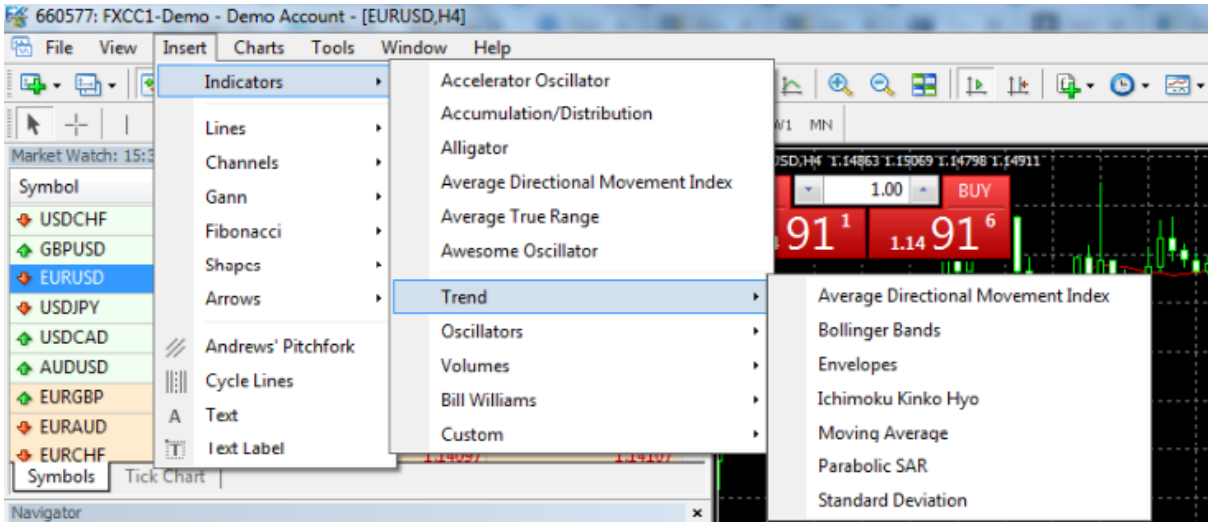 660577: FXCC1-Demo - Demo Account - [EURUSD,H4]
File View Insert Charts Tools Window Help
Indicators
Lines
Channels
Gann
Fibonacci
Shapes
Arrows
Andrews' Pitchfork
Cycle Lines
A Text
T Text Label
Accelerator Oscillator
Accumulation/Distribution
Alligator
Average Directional Movement Index
Average True Range
Awesome Oscillator
Trend
Oscillators
Volumes
Bill Williams
Custom
Average Directional Movement Index
Bollinger Bands
Envelopes
Ichimoku Kinko Hyo
Moving Average
Parabolic SAR
Standard Deviation
MN
Market Watch: 15:3
Symbol
USDCHF
GBPUSD
EURUSD
USDJPY
USDCAD
AUDUSD
EURGBP
EURAUD
EURCHF 1.14097 1.14107
Symbols Tick Chart
Navigator
SD,H4 1.14863 1.15069 1.14798 1.14911
1.00 BUY
91 1 1.14 91 6